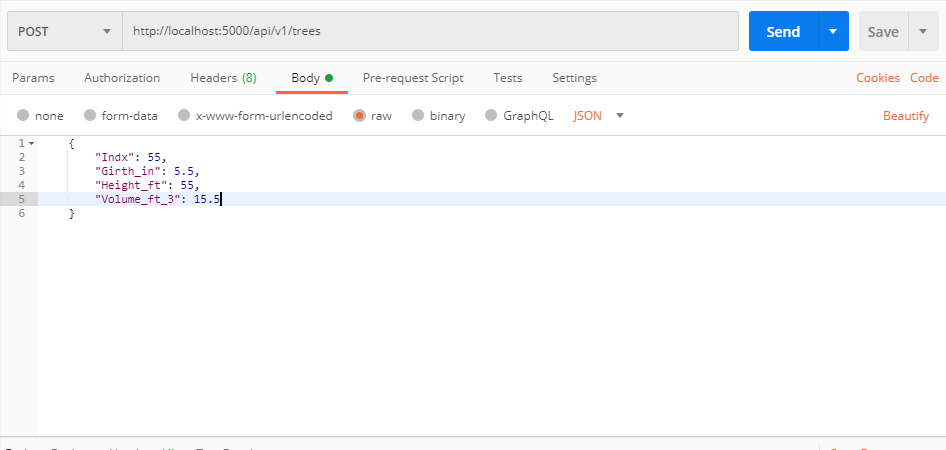 POST http://localhost:5000/api/v1/trees Send Save
Params Authorization Headers (8) Body Pre-request Script Tests Settings Cookies Code
none form-data x-www-form-urlencoded raw binary GraphQL JSON Beautify
1 {
2 "Indx": 55,
3 "Girth_in": 5.5,
4 "Height_ft": 55,
5 "Volume_ft_3": 15.5
6 }